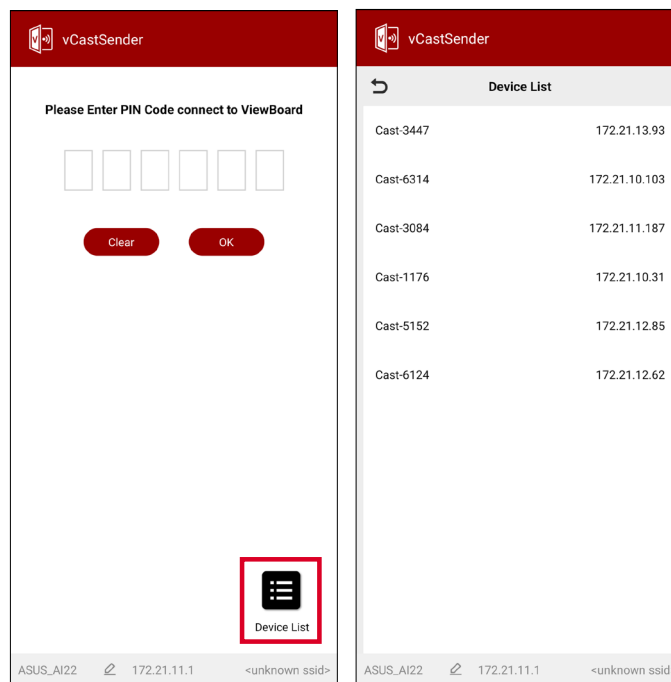 vCastSender
Please Enter PIN Code connect to ViewBoard
Clear
OK
Device List
ASUS_AI22 172.21.11.1 <unknown ssid>
vCastSender
Device List
Cast-3447 172.21.13.93
Cast-6314 172.21.10.103
Cast-3084 172.21.11.187
Cast-1176 172.21.10.31
Cast-5152 172.21.12.85
Cast-6124 172.21.12.62
ASUS_AI22 172.21.11.1 <unknown ssid